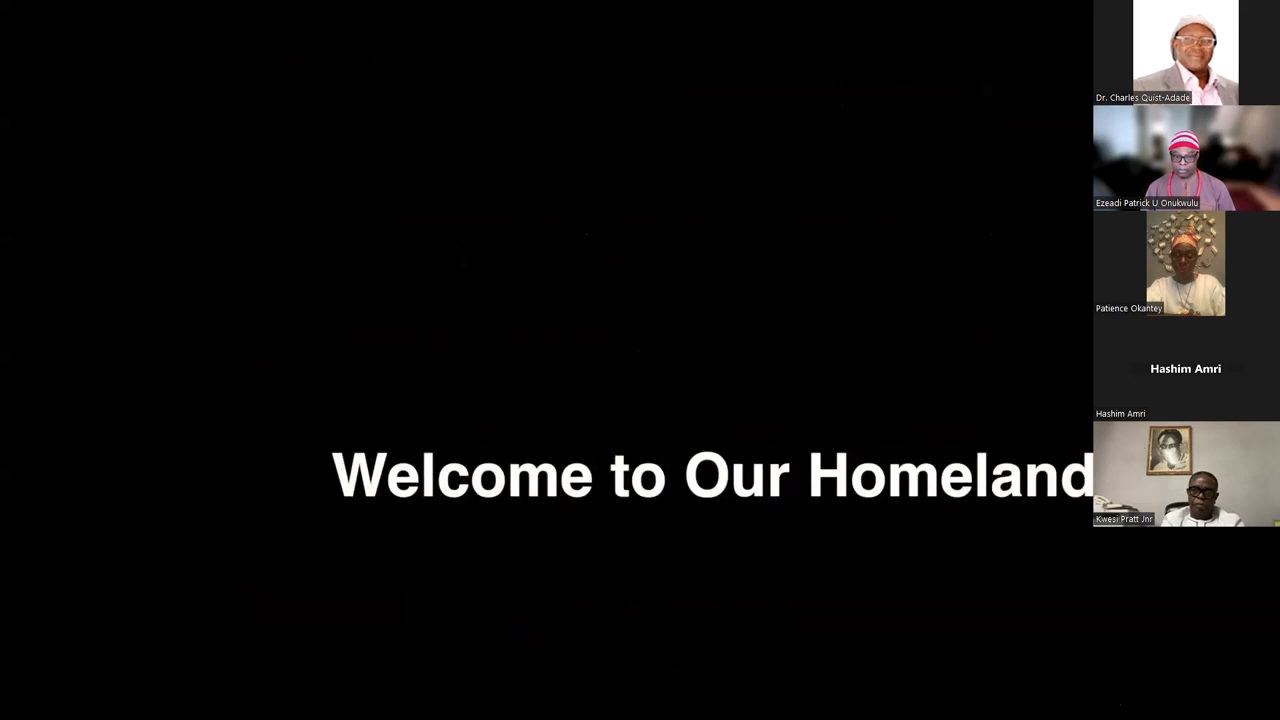 Dr. Charles Quist-Adade
Ezeadi Patrick U Onukwulu
Patience Okantey
Hashim Amri
Hashim Amri
Welcome to Our Homeland
Kwesi Pratt Jnr